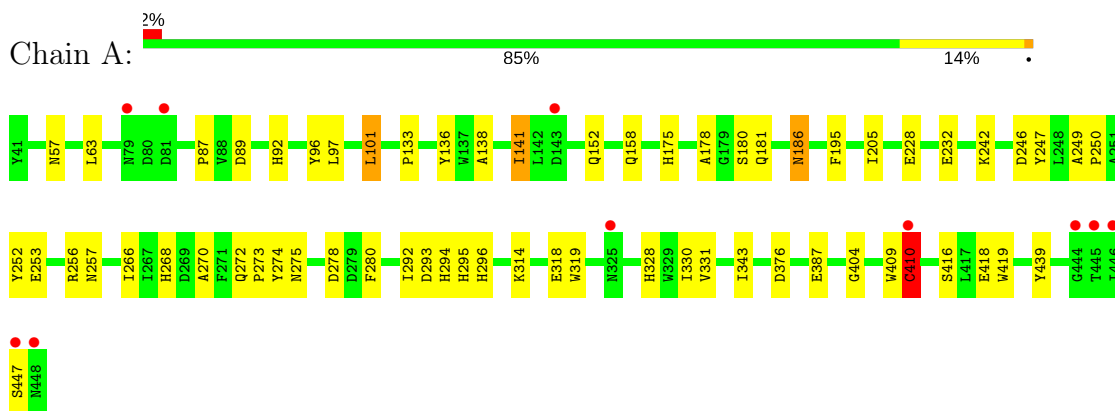 2%
Chain A:
85% 14% •
Y41 N57 L63 N79 D80 D81 P87 V88 D89 H92 Y96 L97 L101 P133 Y136 W137 A138 I141 L142 D143 Q152 Q158 H175 A178 G179 S180 Q181 N186 F195 I205 E228 E232 K242 D246 Y247 L248 A249 P250 A251
Y252 E253 R256 N257 I266 I267 H268 D269 A270 F271 Q272 P273 Y274 N275 D278 D279 F280 I292 D293 H294 H295 H296 K314 E318 W319 N325 H328 W329 I330 V331 I343 D376 E387 G404 W409 C410 S416 L417 E418 W419 Y439 G444 T445 I446
S447 N448